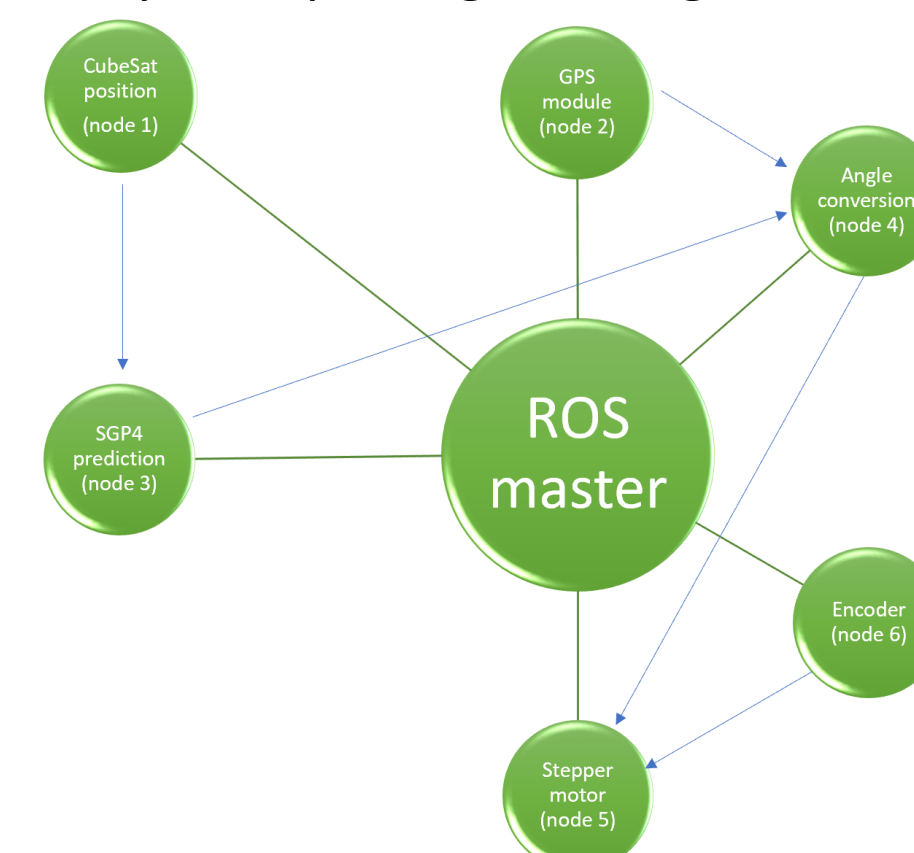 CubeSat
position
(node 1)
GPS
module
(node 2)
Angle
conversion
(node 4)
ROS
master
SGP4
prediction
(node 3)
Encoder
(node 6)
Stepper
motor
(node 5)